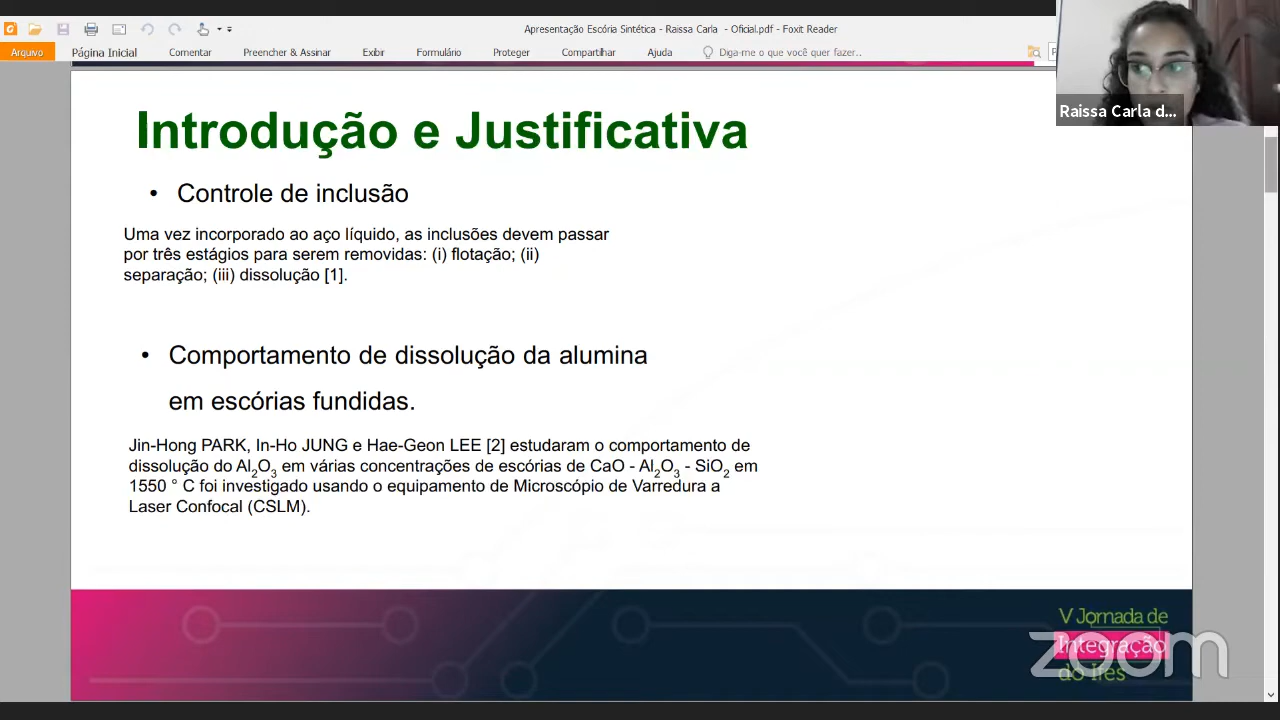 Apresentação Escória Sintética - Raissa Carla - Oficial.pdf - Foxit Reader
Arquivo Página Inicial Comentar Preencher & Assinar Exibir Formulário Proteger Compartilhar Ajuda Diga-me o que você quer fazer..
Raissa Carla d...
Introdução e Justificativa
• Controle de inclusão
Uma vez incorporado ao aço líquido, as inclusões devem passar
por três estágios para serem removidas: (i) flotação; (ii)
separação; (iii) dissolução [1].
• Comportamento de dissolução da alumina
em escórias fundidas.
Jin-Hong PARK, In-Ho JUNG e Hae-Geon LEE [2] estudaram o comportamento de
dissolução do Al2O3 em várias concentrações de escórias de CaO - Al2O3 - SiO2 em
1550 ° C foi investigado usando o equipamento de Microscópio de Varredura a
Laser Confocal (CSLM).
V Jornada de
Integração
do Ifes
zoom